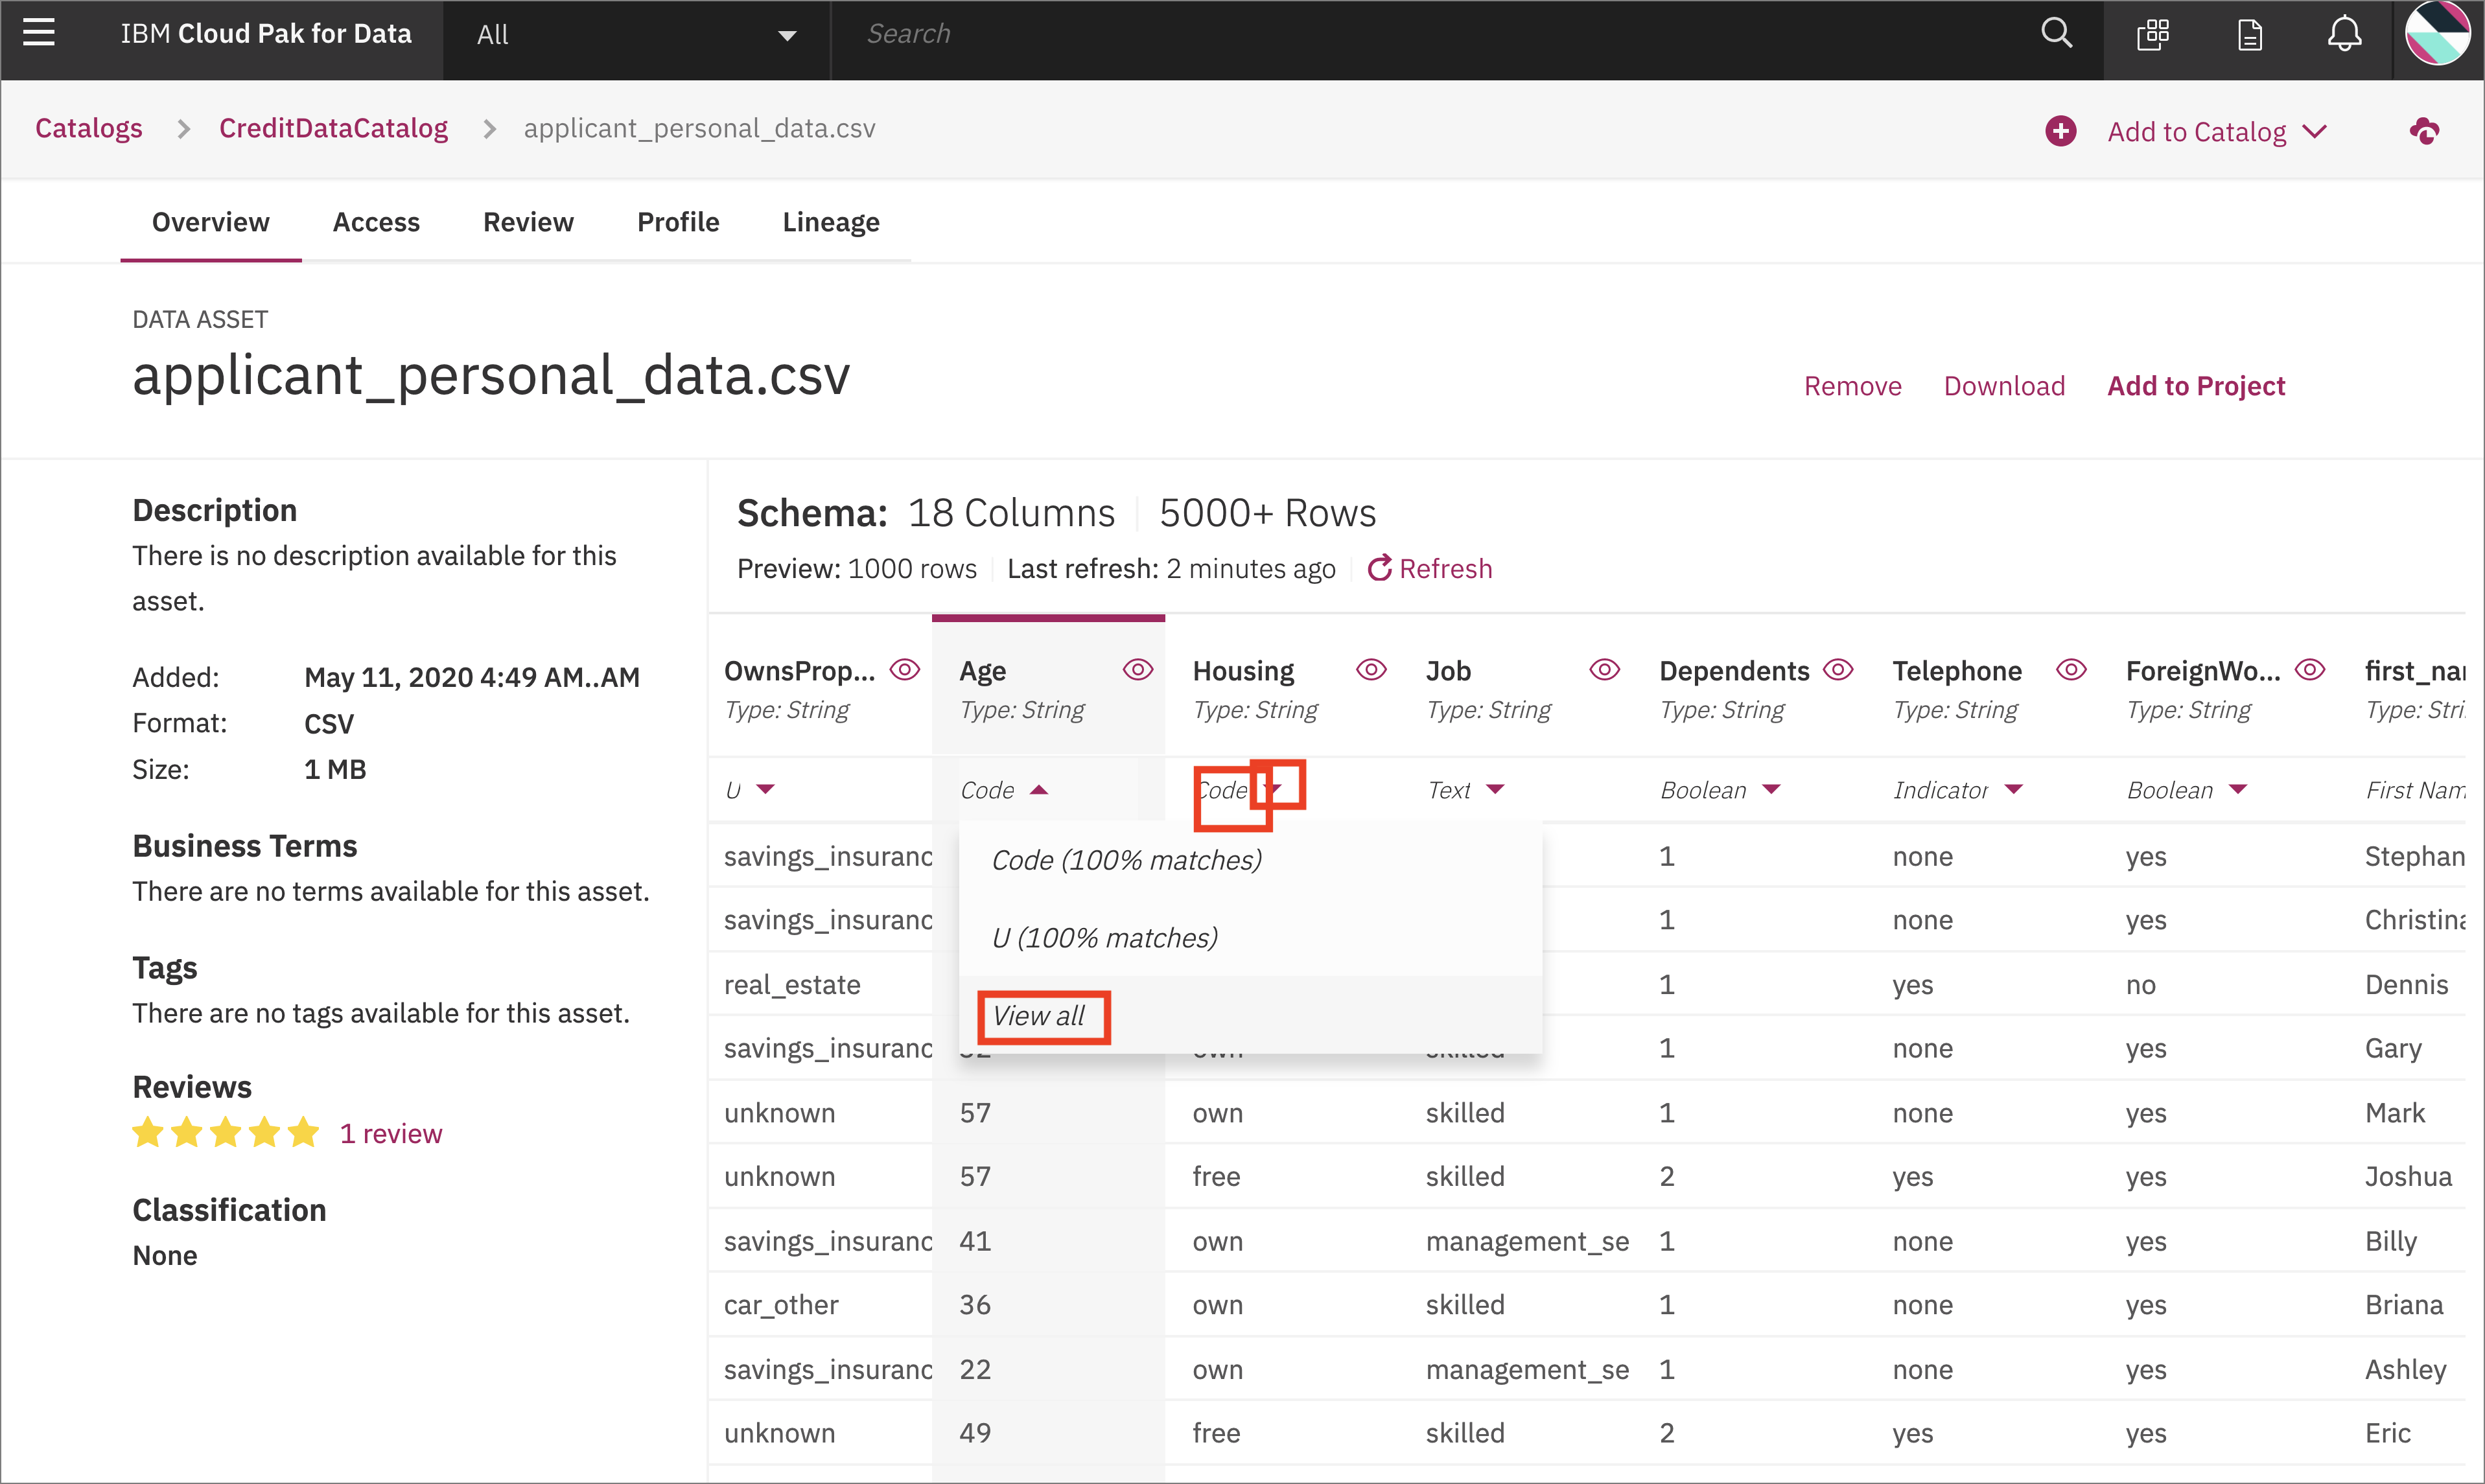 IBM Cloud Pak for Data
All
Search
Catalogs
CreditDataCatalog
applicant_personal_data.csv
Add to Catalog
Overview
Access
Review
Profile
Lineage
DATA ASSET
applicant_personal_data.csv
Remove
Download
Add to Project
Description
There is no description available for this
asset.
Added: May 11, 2020 4:49 AM..AM
Format: CSV
Size: 1 MB
Business Terms
There are no terms available for this asset.
Tags
There are no tags available for this asset.
Reviews
1 review
Classification
None
Schema: 18 Columns 5000+ Rows
Preview: 1000 rows Last refresh: 2 minutes ago Refresh
OwnsProp... Age Housing Job Dependents Telephone ForeignWo... first_nar
Type: String Type: String Type: String Type: String Type: String Type: String Type: String Type: Stri
U Code Code Text Boolean Indicator Boolean First Nam
savings_insuranc 1 none yes Stephan
savings_insuranc 1 none yes Christina
real_estate 1 yes no Dennis
savings_insuranc 32 own skilled 1 none yes Gary
Code (100% matches)
U (100% matches)
View all
unknown 57 own skilled 1 none yes Mark
unknown 57 free skilled 2 yes yes Joshua
savings_insuranc 41 own management_se 1 none yes Billy
car_other 36 own skilled 1 none yes Briana
savings_insuranc 22 own management_se 1 none yes Ashley
unknown 49 free skilled 2 yes yes Eric